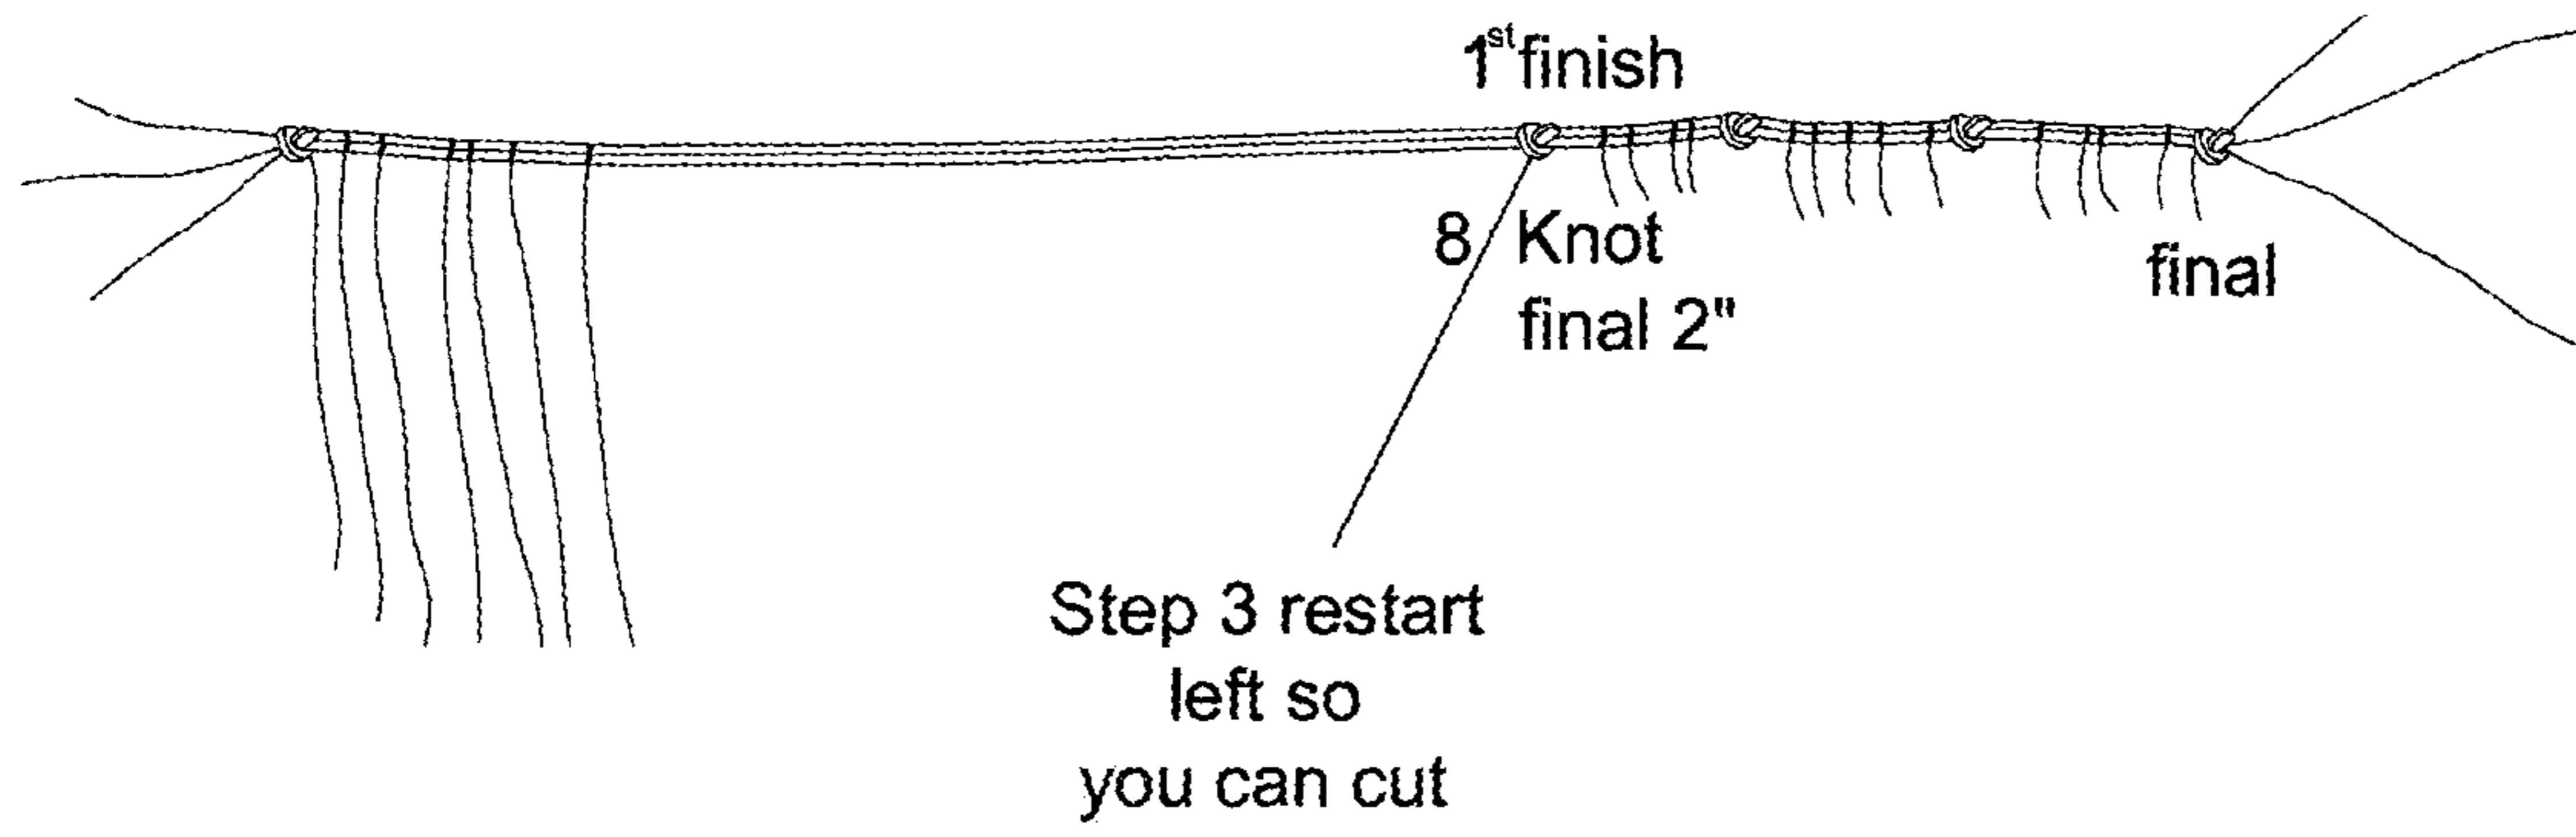 1st finish
8 Knot
final 2"
final
Step 3 restart
left so
you can cut